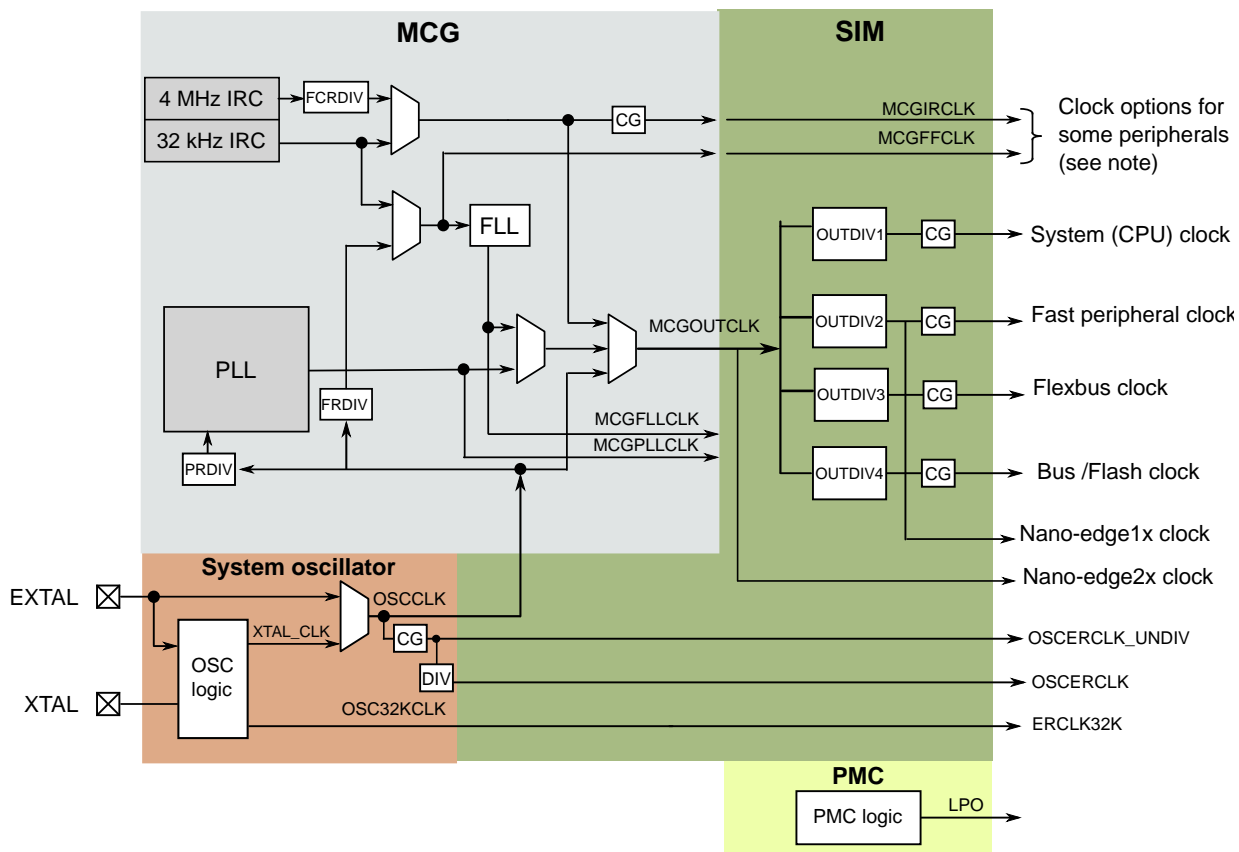 MCG
SIM
4 MHz IRC
FCRDIV
32 kHz IRC
CG
MCGIRCLK
MCGFFCLK
Clock options for
some peripherals
(see note)
FLL
OUTDIV1
CG
System (CPU) clock
MCGOUTCLK
OUTDIV2
CG
Fast peripheral clock
PLL
FRDIV
OUTDIV3
CG
Flexbus clock
MCGFLLCLK
MCGPLLCLK
PRDIV
OUTDIV4
CG
Bus /Flash clock
Nano-edge1x clock
Nano-edge2x clock
System oscillator
EXTAL
OSCCLK
XTAL_CLK
CG
OSCERCLK_UNDIV
OSC
logic
DIV
OSCERCLK
XTAL
OSC32KCLK
ERCLK32K
PMC
PMC logic
LPO